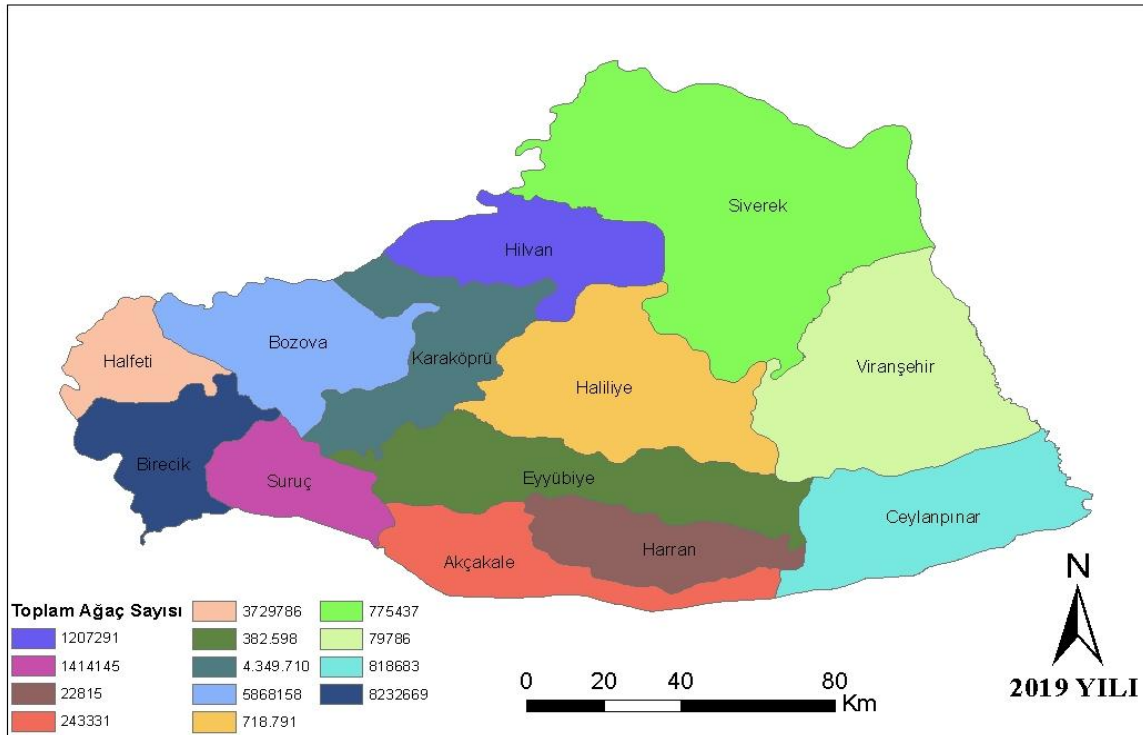 Siverek
Hilvan
Bozova
Karaköprü
Halfeti
Viranşehir
Haliliye
Birecik
Suruç
Eyyübiye
Ceylanpınar
Harran
Akçakale
Toplam Ağaç Sayısı
1207291
1414145
22815
243331
3729786
382.598
4.349.710
5868158
718.791
775437
79786
818683
8232669
0 20 40 80
Km
N
2019 YILI